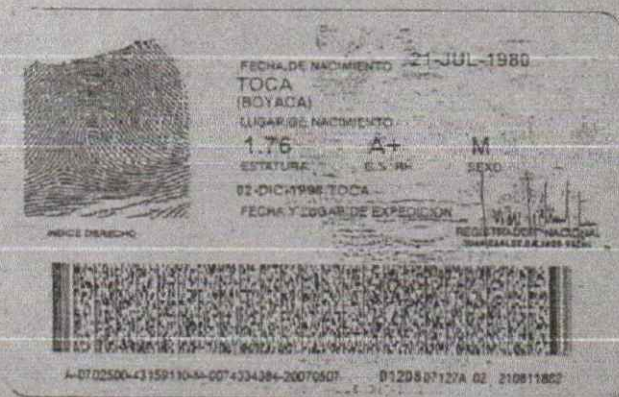 FECHA DE NACIMIENTO 21-JUL-1980
TOCA
(BOYACA)
LUGAR DE NACIMIENTO
1.76 A+ M
ESTATURA G.S. RH SEXO
02-DIC-1998 TOCA
FECHA Y LUGAR DE EXPEDICION
INDICE DERECHO
REGISTRADOR NACIONAL